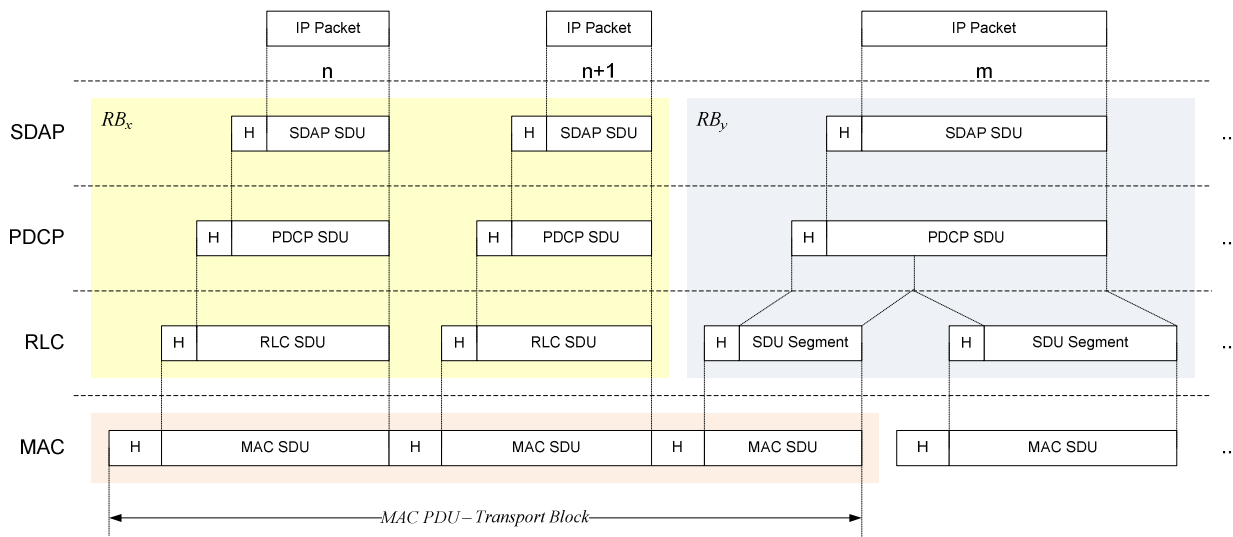 IP Packet IP Packet IP Packet
n n+1 m
RBx RBy
SDAP H SDAP SDU H SDAP SDU H SDAP SDU ..
PDCP H PDCP SDU H PDCP SDU H PDCP SDU ..
RLC H RLC SDU H RLC SDU H SDU Segment H SDU Segment ..
MAC H MAC SDU H MAC SDU H MAC SDU H MAC SDU ..
MAC PDU – Transport Block